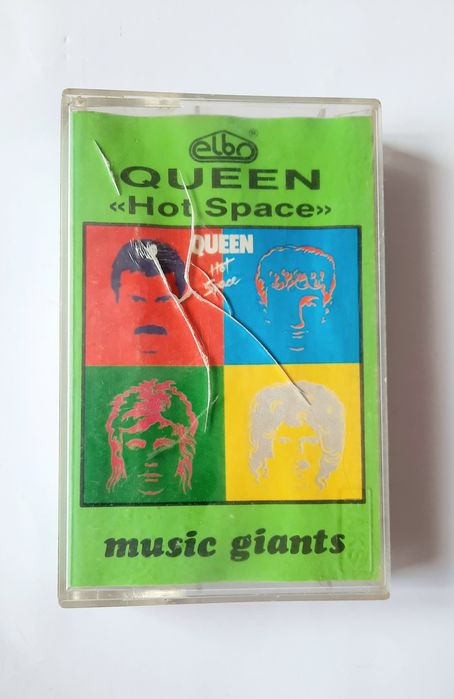 elbo®
QUEEN
«Hot Space»
QUEEN
Hot
Space
music giants